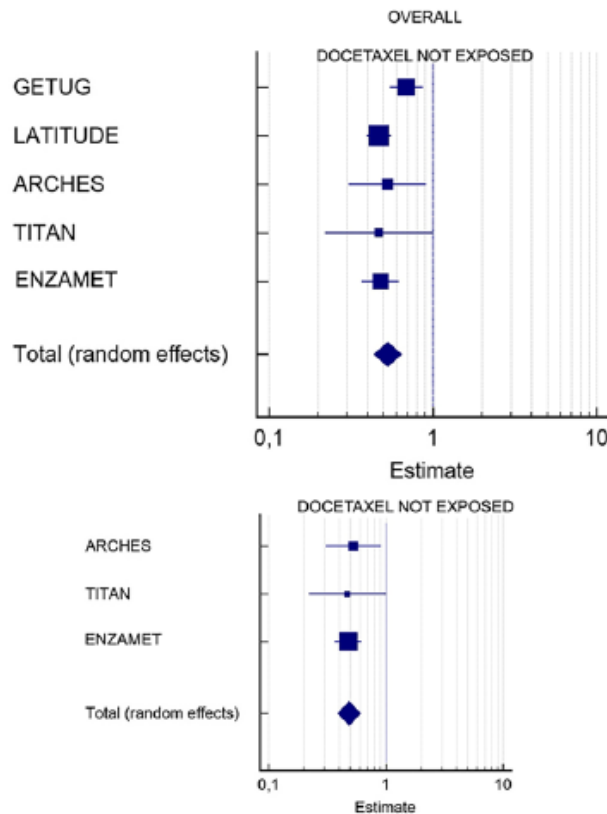 OVERALL
DOCETAXEL NOT EXPOSED
GETUG
LATITUDE
ARCHES
TITAN
ENZAMET
Total (random effects)
0,1 1 10
Estimate
DOCETAXEL NOT EXPOSED
ARCHES
TITAN
ENZAMET
Total (random effects)
0,1 1 10
Estimate